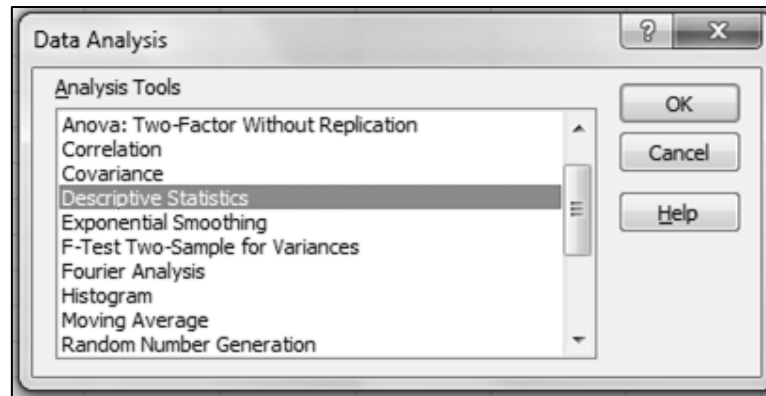 Data Analysis
Analysis Tools
Anova: Two-Factor Without Replication
Correlation
Covariance
Descriptive Statistics
Exponential Smoothing
F-Test Two-Sample for Variances
Fourier Analysis
Histogram
Moving Average
Random Number Generation
OK
Cancel
Help